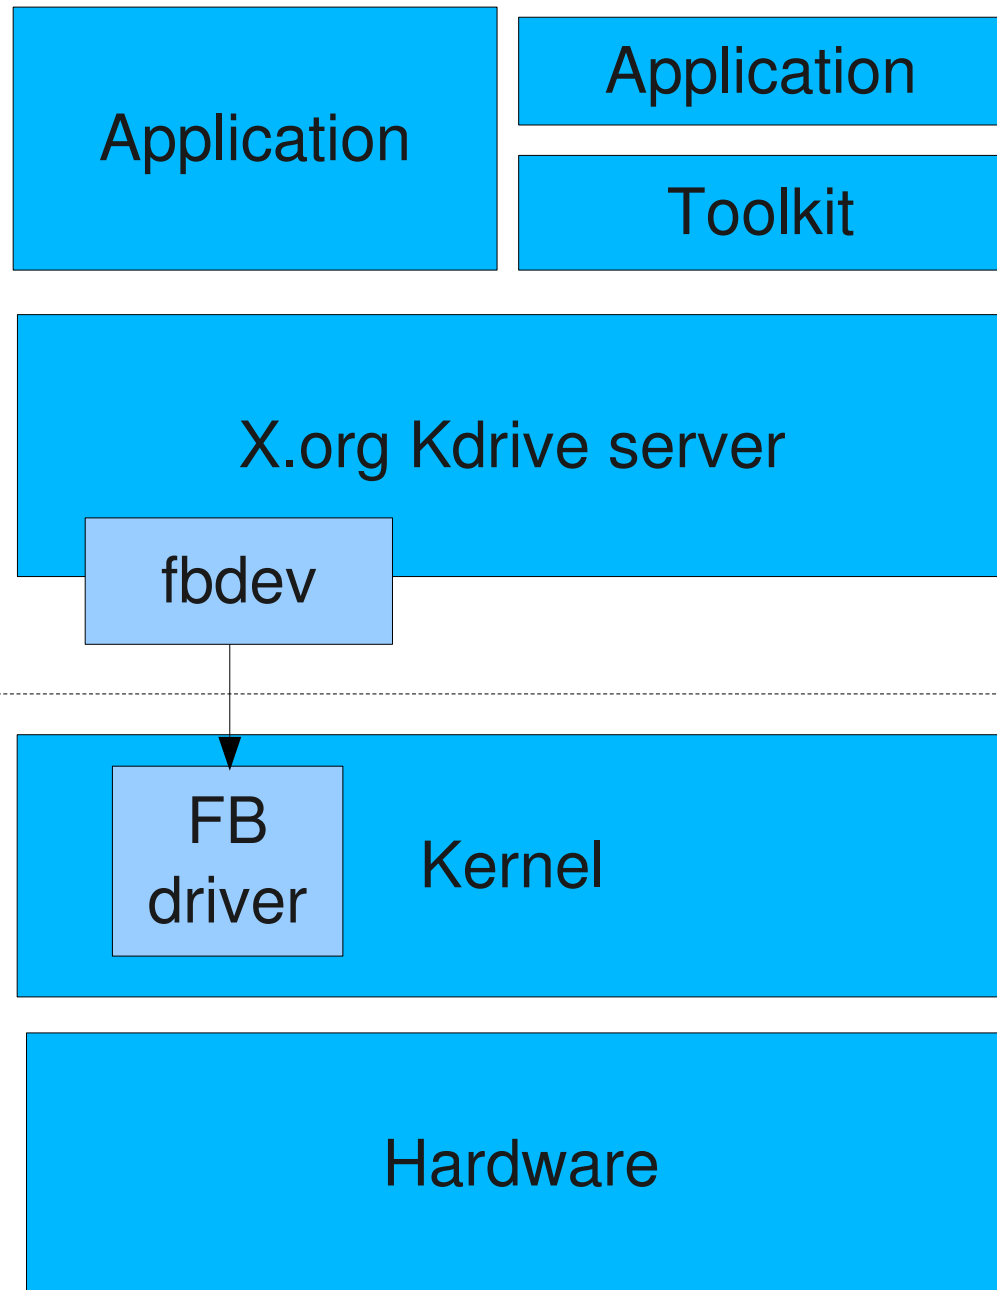 Application
Application
Toolkit
X.org Kdrive server
fbdev
FB
driver
Kernel
Hardware